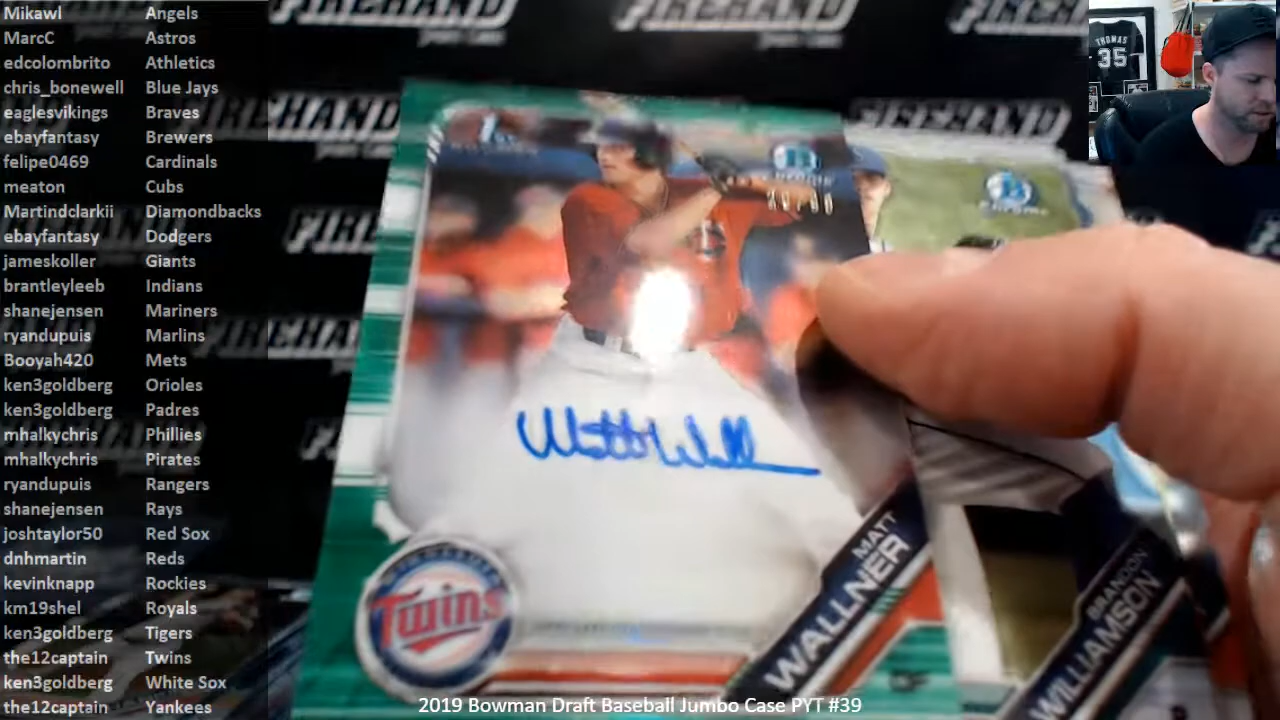 Mikawl Angels
MarcC Astros
edcolombrito Athletics
chris_bonewell Blue Jays
eaglesvikings Braves
ebayfantasy Brewers
felipe0469 Cardinals
meaton Cubs
Martindclarkii Diamondbacks
ebayfantasy Dodgers
jameskoller Giants
brantleyleeb Indians
shanejensen Mariners
ryandupuis Marlins
Booyah420 Mets
ken3goldberg Orioles
ken3goldberg Padres
mhalkychris Phillies
mhalkychris Pirates
ryandupuis Rangers
shanejensen Rays
joshtaylor50 Red Sox
dnhmartin Reds
kevinknapp Rockies
km19shel Royals
ken3goldberg Tigers
the12captain Twins
ken3goldberg White Sox
the12captain Yankees
FIREHAND
FIREHAND
FIREHAND
FIREHAND
THOMAS
35
Twins
MATT
WALLNER
BRANDON
WILLIAMSON
2019 Bowman Draft Baseball Jumbo Case PYT #39